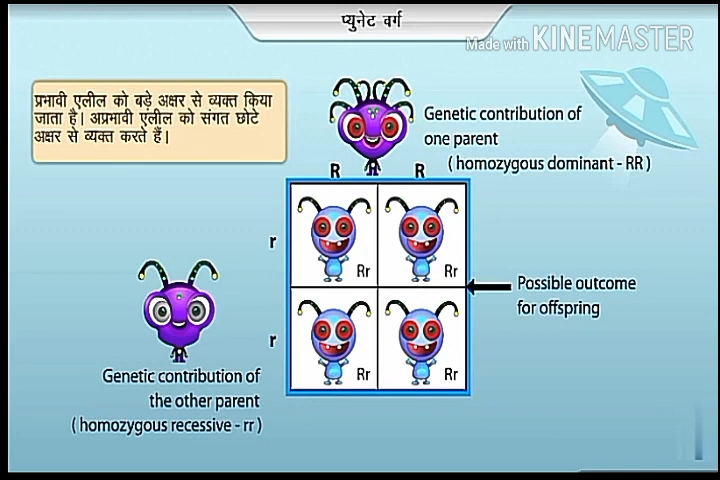 प्युनेट वर्ग
Made with KINEMASTER
प्रभावी एलील को बड़े अक्षर से व्यक्त किया
जाता है। अप्रभावी एंलील को संगत छोटे
अक्षर से व्यक्त करते हैं।
Genetic contribution of
one parent
( homozygous dominant - RR )
R R
r
Rr Rr
Possible outcome
for offspring
r
Rr Rr
Genetic contribution of
the other parent
( homozygous recessive - rr )